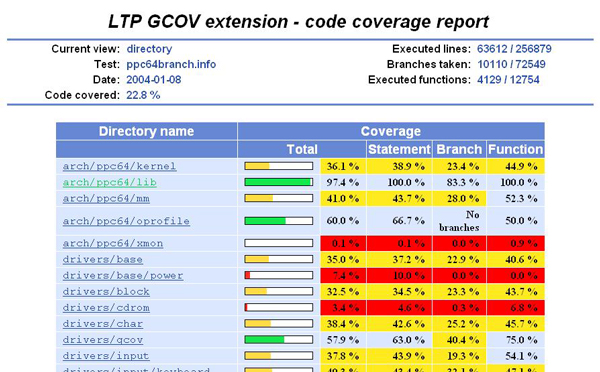 LTP GCOV extension - code coverage report
Current view: directory Executed lines: 63612 / 256879
Test: ppc64branch.info Branches taken: 10110 / 72549
Date: 2004-01-08 Executed functions: 4129 / 12754
Code covered: 22.8 %
Directory name Coverage
Total Statement Branch Function
arch/ppc64/kernel 36.1 % 38.9 % 23.4 % 44.9 %
arch/ppc64/lib 97.4 % 100.0 % 83.3 % 100.0 %
arch/ppc64/mm 41.0 % 43.7 % 28.0 % 52.3 %
arch/ppc64/oprofile 60.0 % 66.7 % No branches 50.0 %
arch/ppc64/xmon 0.1 % 0.1 % 0.0 % 0.9 %
drivers/base 35.0 % 37.2 % 22.9 % 40.6 %
drivers/base/power 7.4 % 10.0 % 0.0 % 0.0 %
drivers/block 32.5 % 34.5 % 23.3 % 43.7 %
drivers/cdrom 3.4 % 4.6 % 0.3 % 6.8 %
drivers/char 38.4 % 42.6 % 25.2 % 45.7 %
drivers/gcov 57.9 % 63.0 % 40.4 % 75.0 %
drivers/input 37.8 % 43.9 % 19.3 % 54.1 %
drivers/input/keyboard